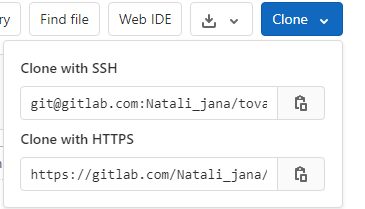 ry Find file Web IDE Clone
Clone with SSH
git@gitlab.com:Natali_jana/tova
Clone with HTTPS
https://gitlab.com/Natali_jana/